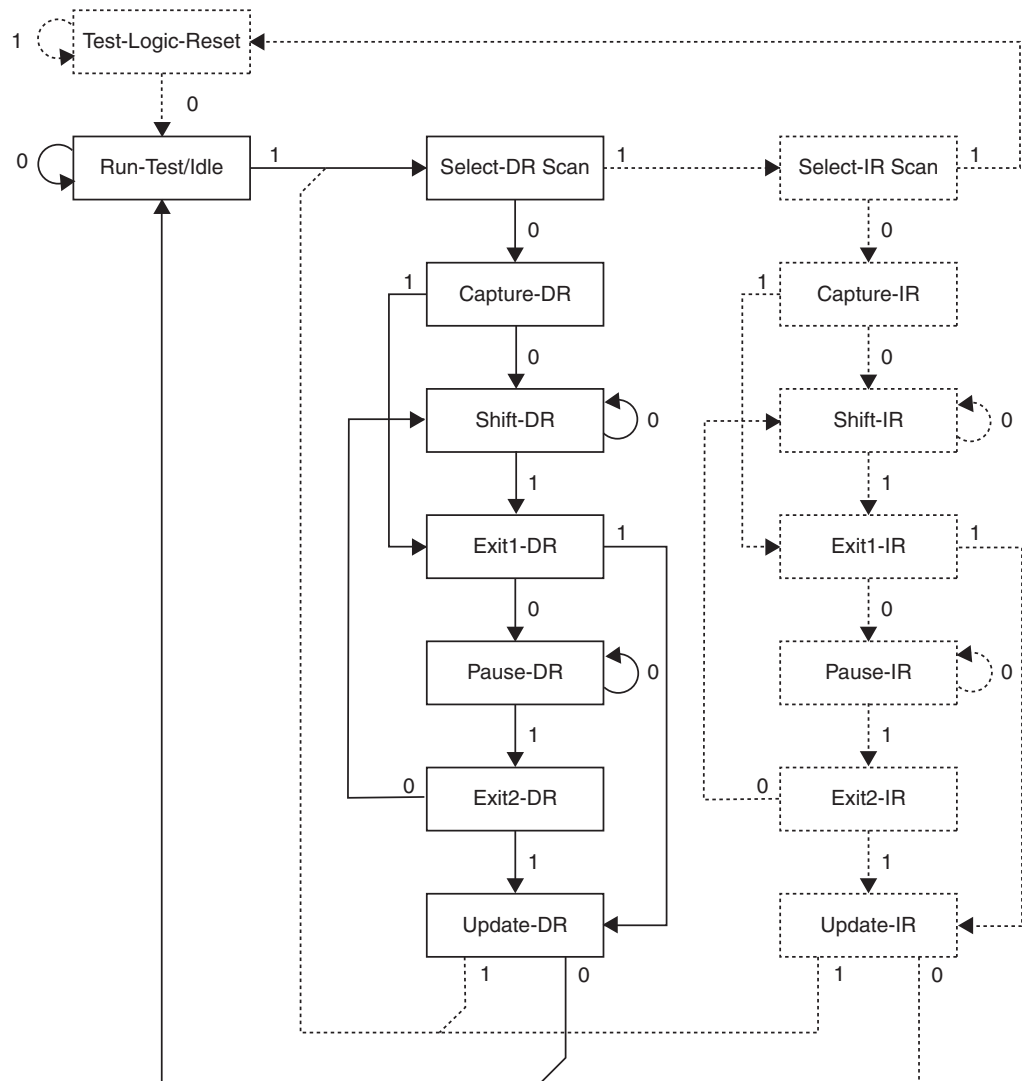 Test-Logic-Reset
1
0
0
Run-Test/Idle
1
Select-DR Scan
1
Select-IR Scan
1
0
0
1
Capture-DR
1
Capture-IR
0
0
Shift-DR
0
Shift-IR
0
1
1
Exit1-DR
1
Exit1-IR
1
0
0
Pause-DR
0
Pause-IR
0
1
1
0
Exit2-DR
0
Exit2-IR
1
1
Update-DR
Update-IR
1
0
1
0